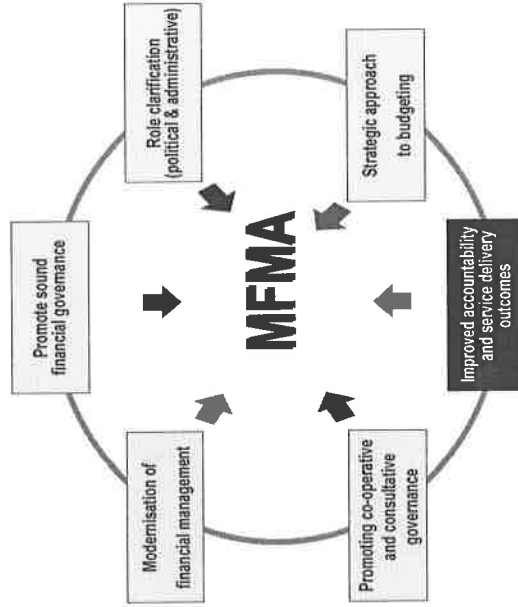 Promote sound
financial governance
Role clarification
(political & administrative)
Strategic approach
to budgeting
Improved accountability
and service delivery
outcomes
Promoting co-operative
and consultative
governance
Modernisation of
financial management
MFMA